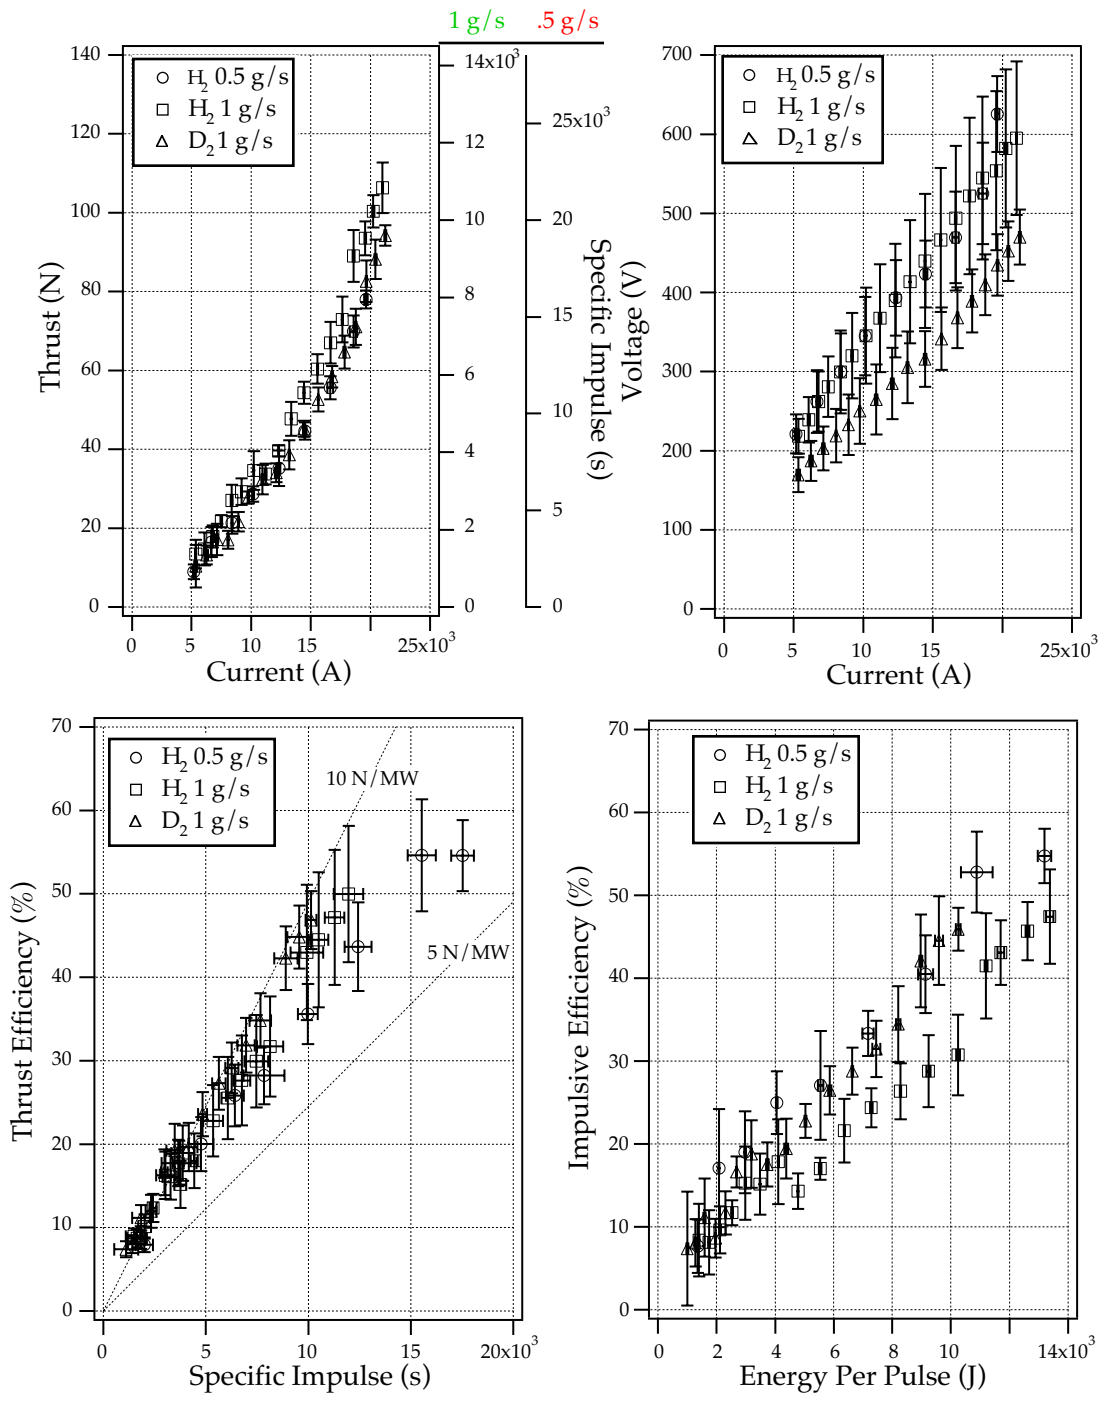 1 g/s .5 g/s
140
120
100
80
60
40
20
0
Thrust (N)
H2 0.5 g/s
H2 1 g/s
D2 1 g/s
0 5 10 15 25x10³
Current (A)
14x10³
12
10
8
6
4
2
0
25x10³
20
15
10
5
0
Specific Impulse (s)
700
600
500
400
300
200
100
0
Voltage (V)
H2 0.5 g/s
H2 1 g/s
D2 1 g/s
0 5 10 15 25x10³
Current (A)
70
60
50
40
30
20
10
0
Thrust Efficiency (%)
H2 0.5 g/s
H2 1 g/s
D2 1 g/s
10 N/MW
5 N/MW
0 5 10 15 20x10³
Specific Impulse (s)
70
60
50
40
30
20
10
0
Impulsive Efficiency (%)
H2 0.5 g/s
H2 1 g/s
D2 1 g/s
0 2 4 6 8 10 14x10³
Energy Per Pulse (J)